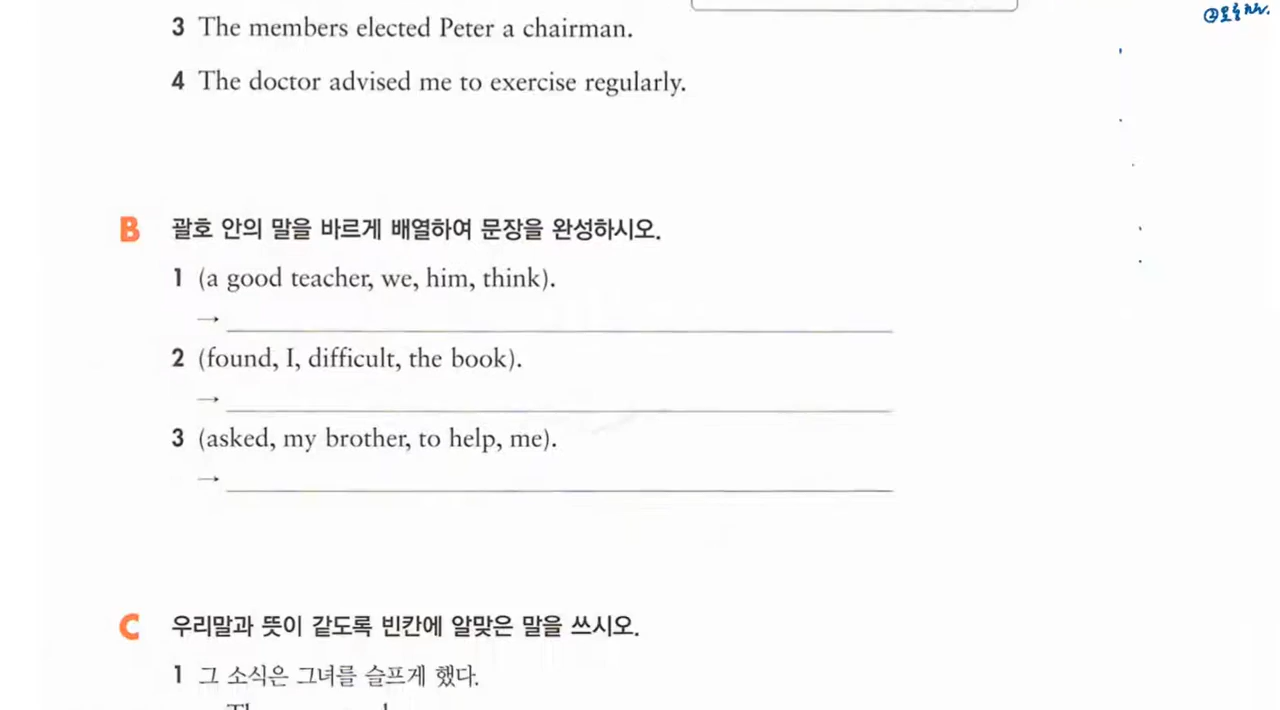 3 The members elected Peter a chairman.
4 The doctor advised me to exercise regularly.
B 괄호 안의 말을 바르게 배열하여 문장을 완성하시오.
1 (a good teacher, we, him, think).
→
2 (found, I, difficult, the book).
→
3 (asked, my brother, to help, me).
→
C 우리말과 뜻이 같도록 빈칸에 알맞은 말을 쓰시오.
1 그 소식은 그녀를 슬프게 했다.